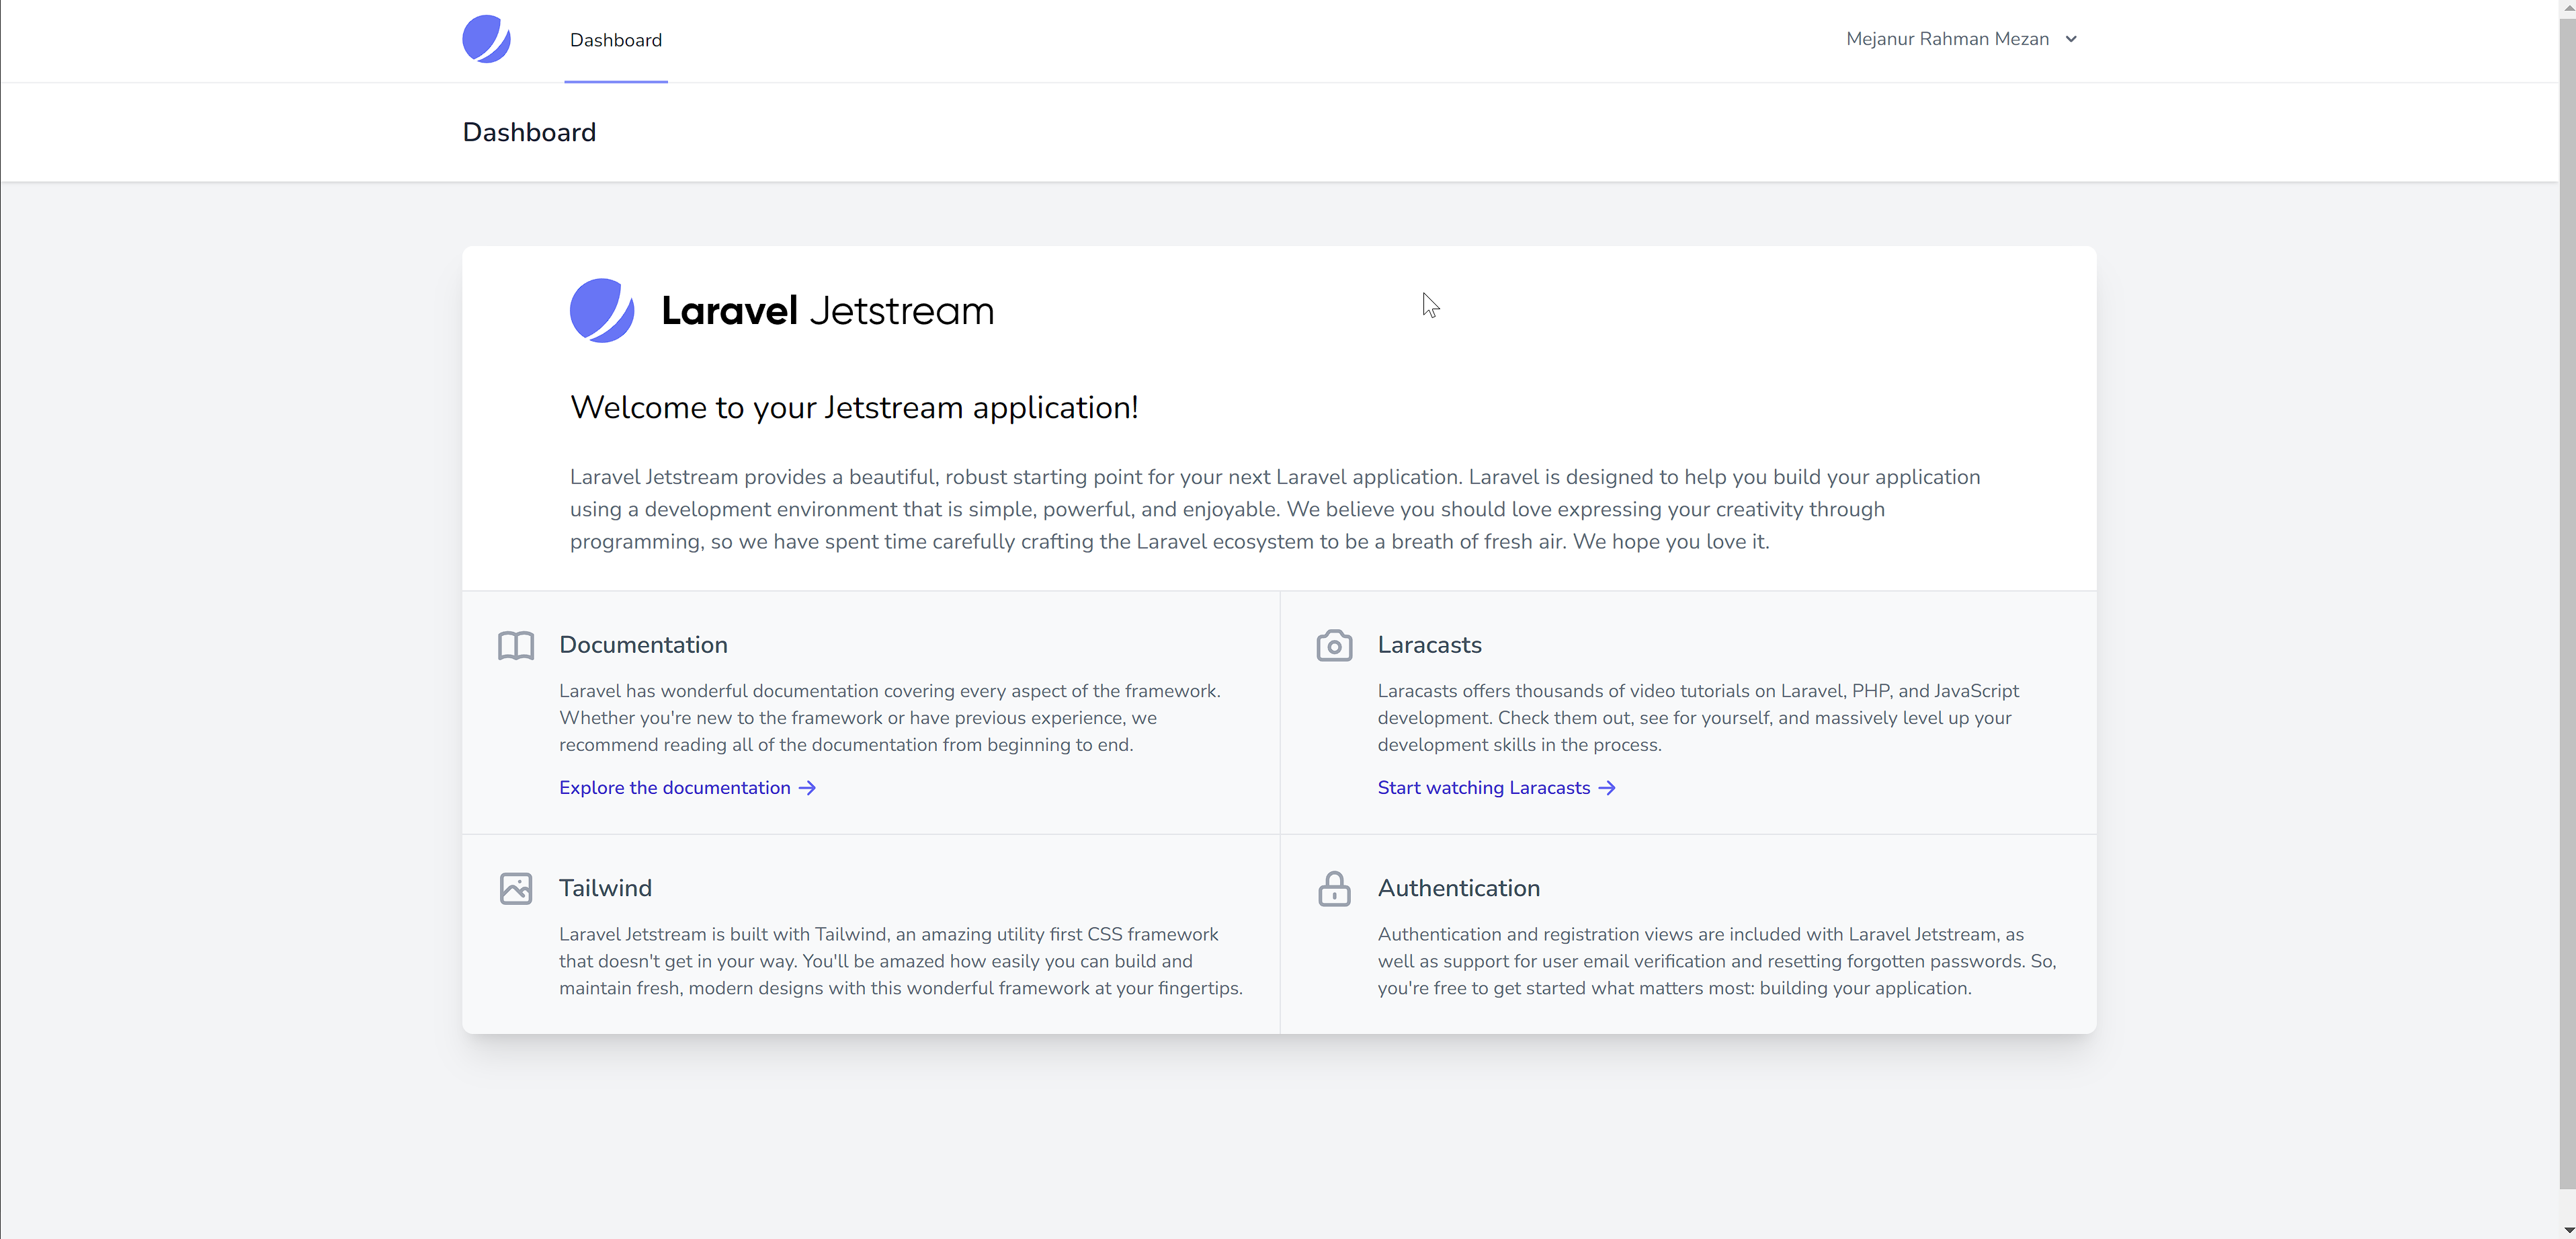 Dashboard
Mejanur Rahman Mezan
Dashboard
Laravel Jetstream
Welcome to your Jetstream application!
Laravel Jetstream provides a beautiful, robust starting point for your next Laravel application. Laravel is designed to help you build your application
using a development environment that is simple, powerful, and enjoyable. We believe you should love expressing your creativity through
programming, so we have spent time carefully crafting the Laravel ecosystem to be a breath of fresh air. We hope you love it.
Documentation
Laravel has wonderful documentation covering every aspect of the framework.
Whether you're new to the framework or have previous experience, we
recommend reading all of the documentation from beginning to end.
Explore the documentation
Laracasts
Laracasts offers thousands of video tutorials on Laravel, PHP, and JavaScript
development. Check them out, see for yourself, and massively level up your
development skills in the process.
Start watching Laracasts
Tailwind
Laravel Jetstream is built with Tailwind, an amazing utility first CSS framework
that doesn't get in your way. You'll be amazed how easily you can build and
maintain fresh, modern designs with this wonderful framework at your fingertips.
Authentication
Authentication and registration views are included with Laravel Jetstream, as
well as support for user email verification and resetting forgotten passwords. So,
you're free to get started what matters most: building your application.